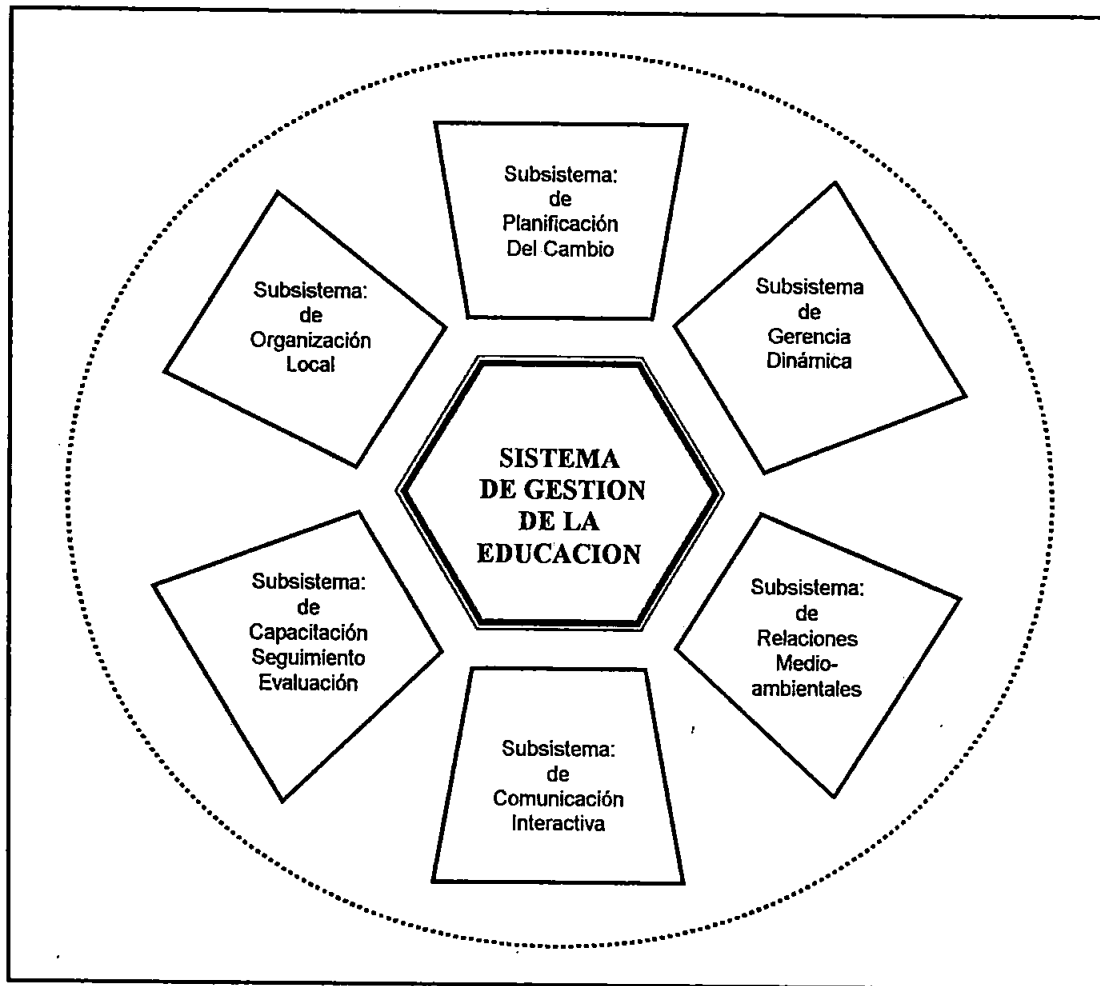 Subsistema:
de
Planificación
Del Cambio
Subsistema
de
Gerencia
Dinámica
Subsistema:
de
Organización
Local
SISTEMA
DE GESTION
DE LA
EDUCACION
Subsistema:
de
Capacitación
Seguimiento
Evaluación
Subsistema:
de
Relaciones
Medio-
ambientales
Subsistema:
de
Comunicación
Interactiva